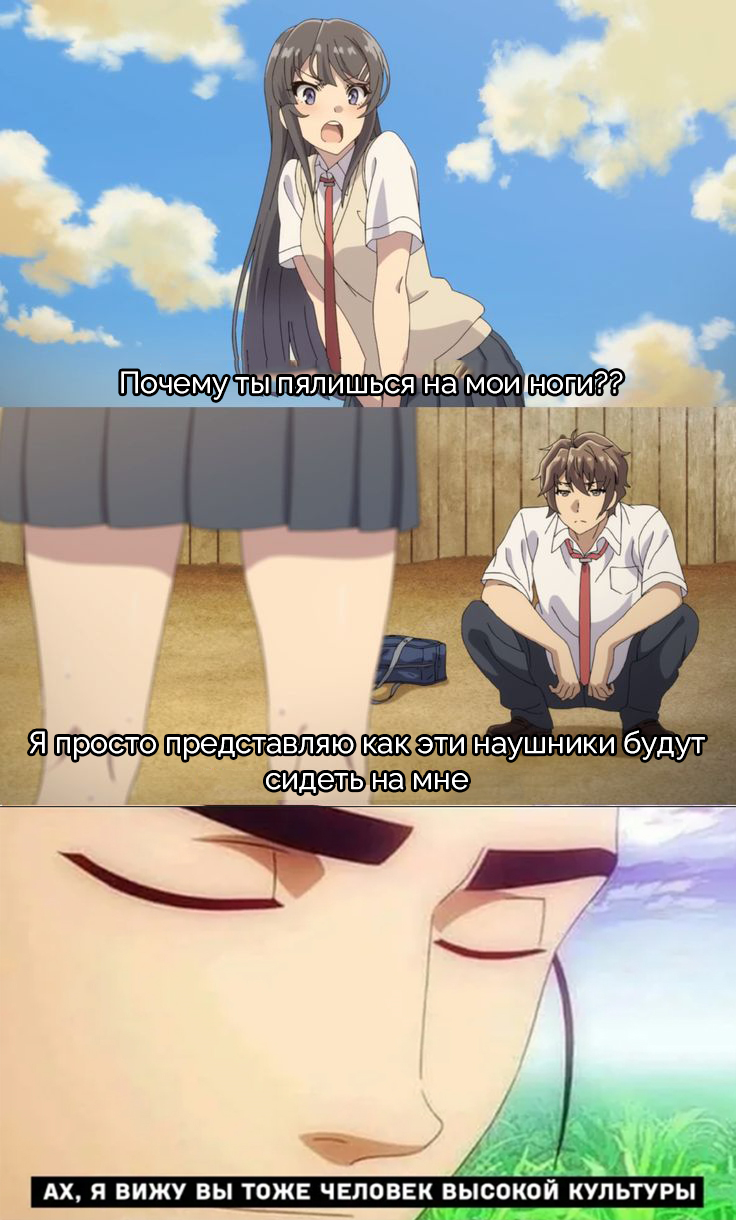 Почему ты пялишься на мои ноги??
Я просто представляю как эти наушники будут
сидеть на мне
АХ, Я ВИЖУ ВЫ ТОЖЕ ЧЕЛОВЕК ВЫСОКОЙ КУЛЬТУРЫ